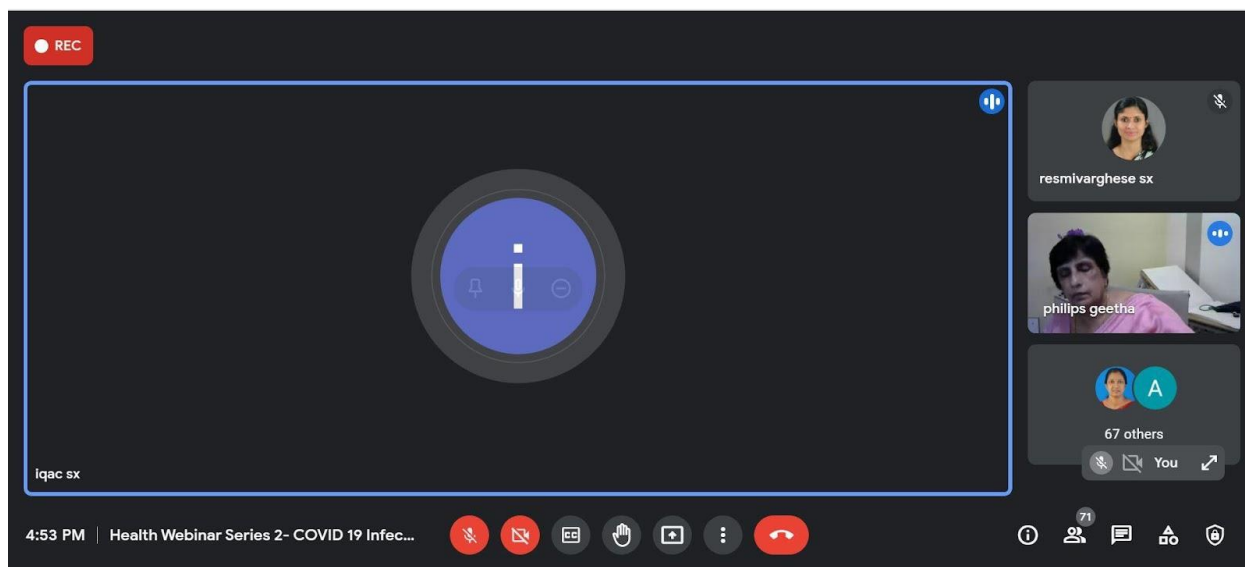 REC
i
iqac sx
resmivarghese sx
philips geetha
A
67 others
You
4:53 PM | Health Webinar Series 2- COVID 19 Infec...
CC
71